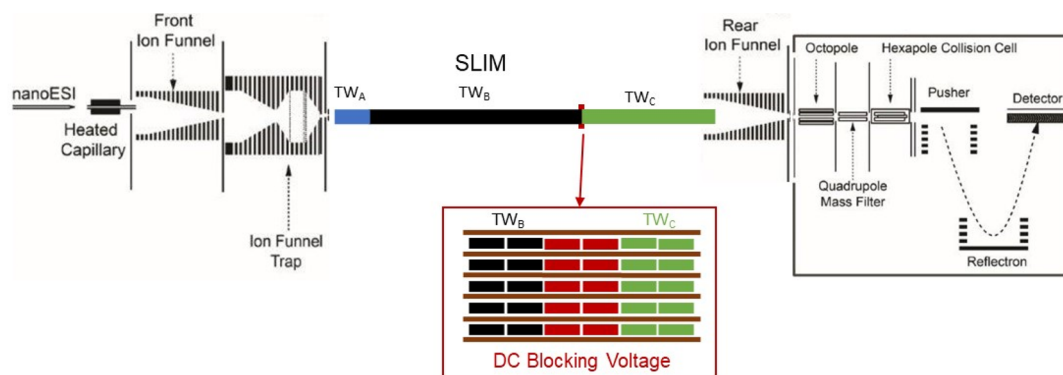 nanoESI
Heated
Capillary
Front
Ion Funnel
Ion Funnel
Trap
SLIM
TWA
TWB
TWC
Rear
Ion Funnel
Octopole
Hexapole Collision Cell
Pusher
Detector
Quadrupole
Mass Filter
Reflectron
TWB
TWC
DC Blocking Voltage